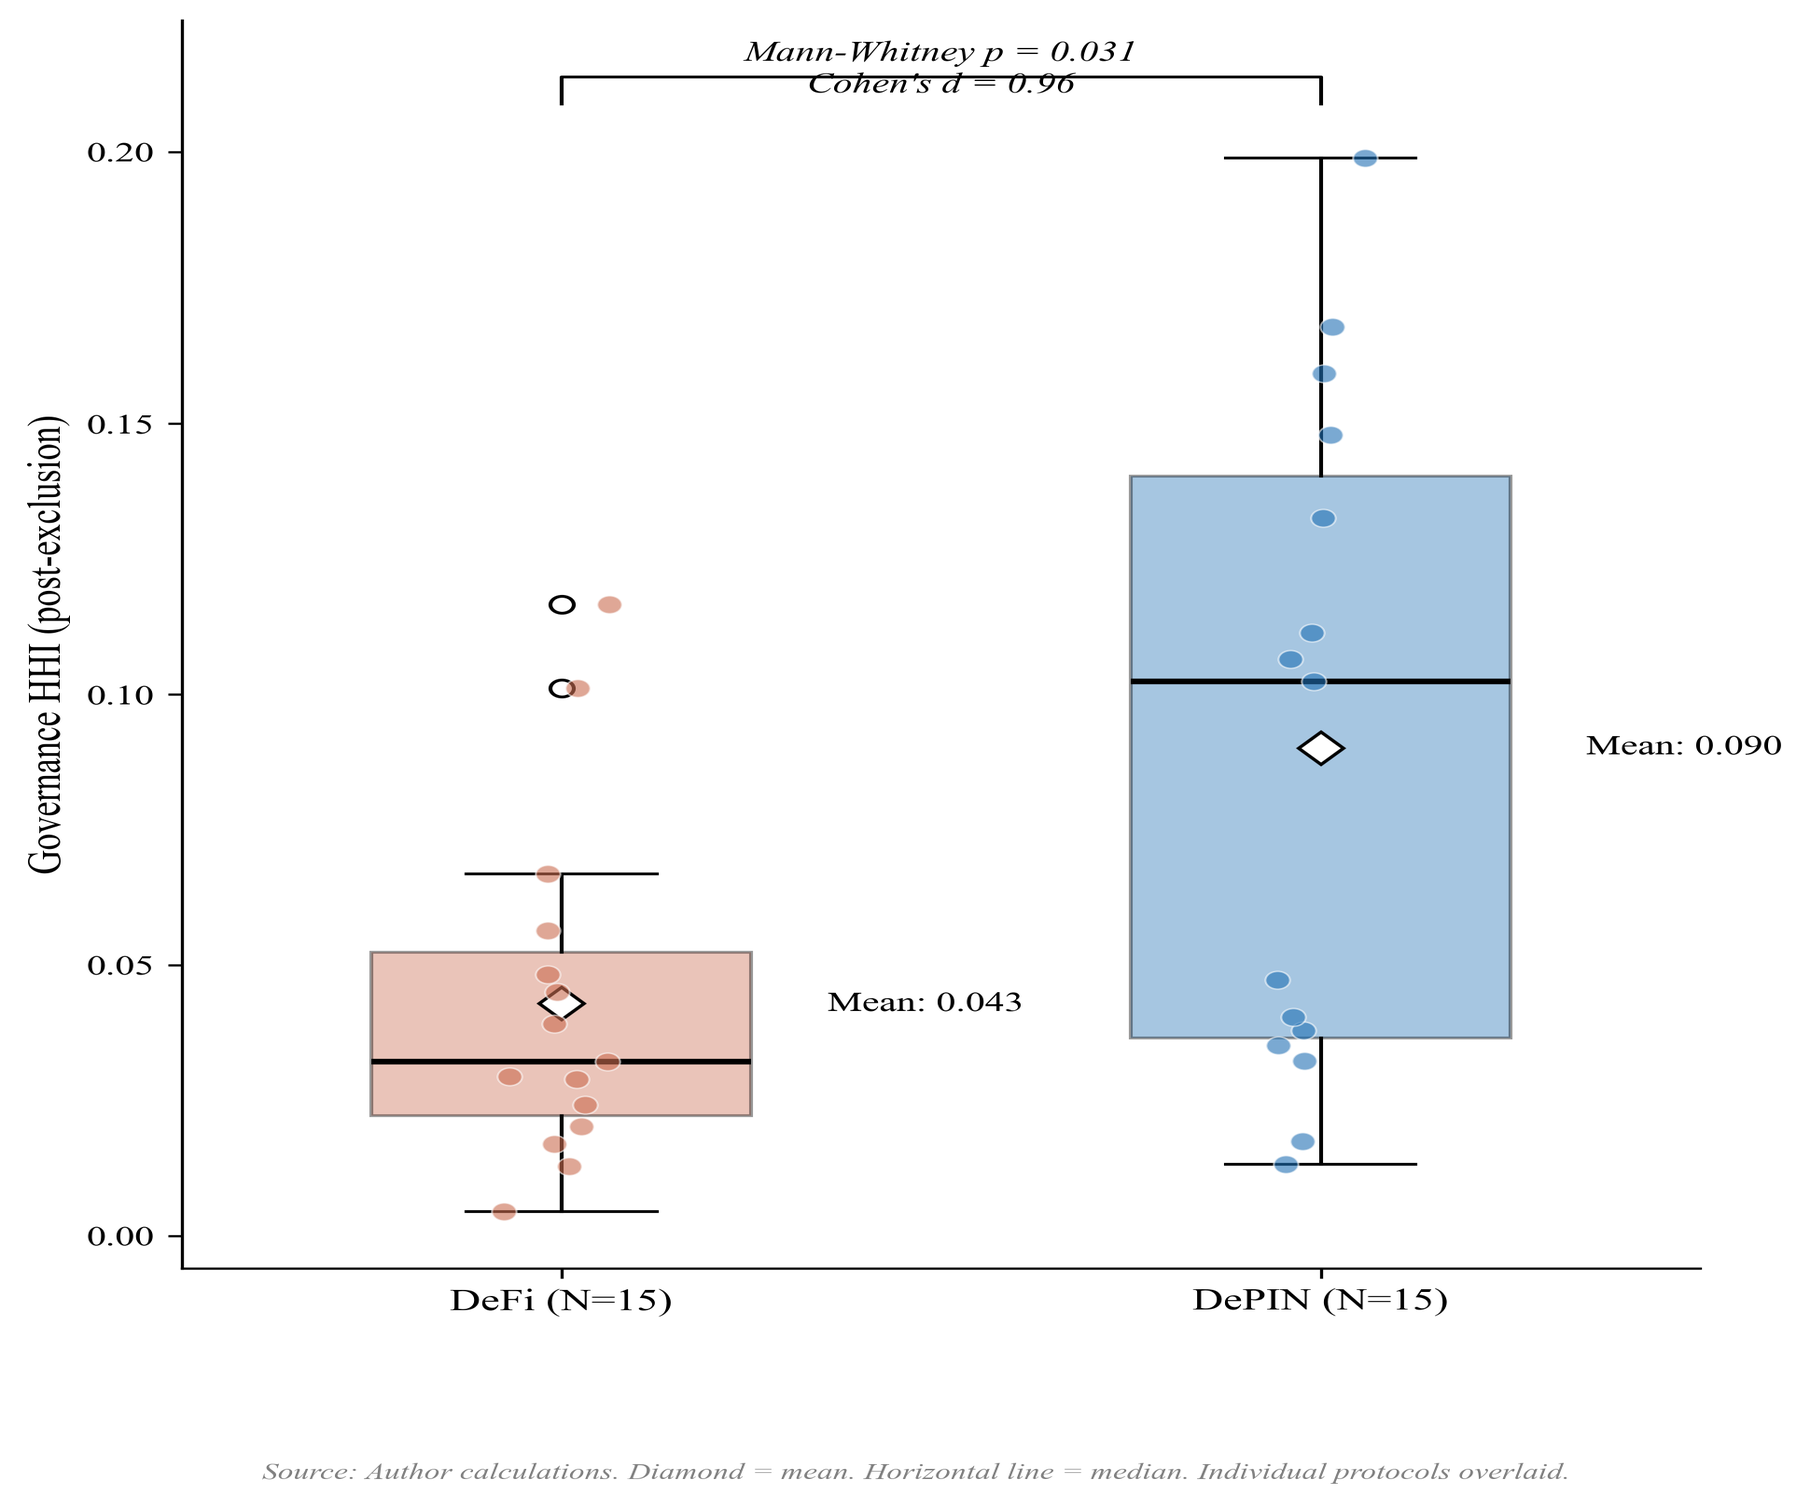 Mann-Whitney p = 0.031
Cohen's d = 0.96
0.20
0.15
0.10
0.05
0.00
Governance HHI (post-exclusion)
Mean: 0.090
Mean: 0.043
DeFi (N=15)
DePIN (N=15)
Source: Author calculations. Diamond = mean. Horizontal line = median. Individual protocols overlaid.